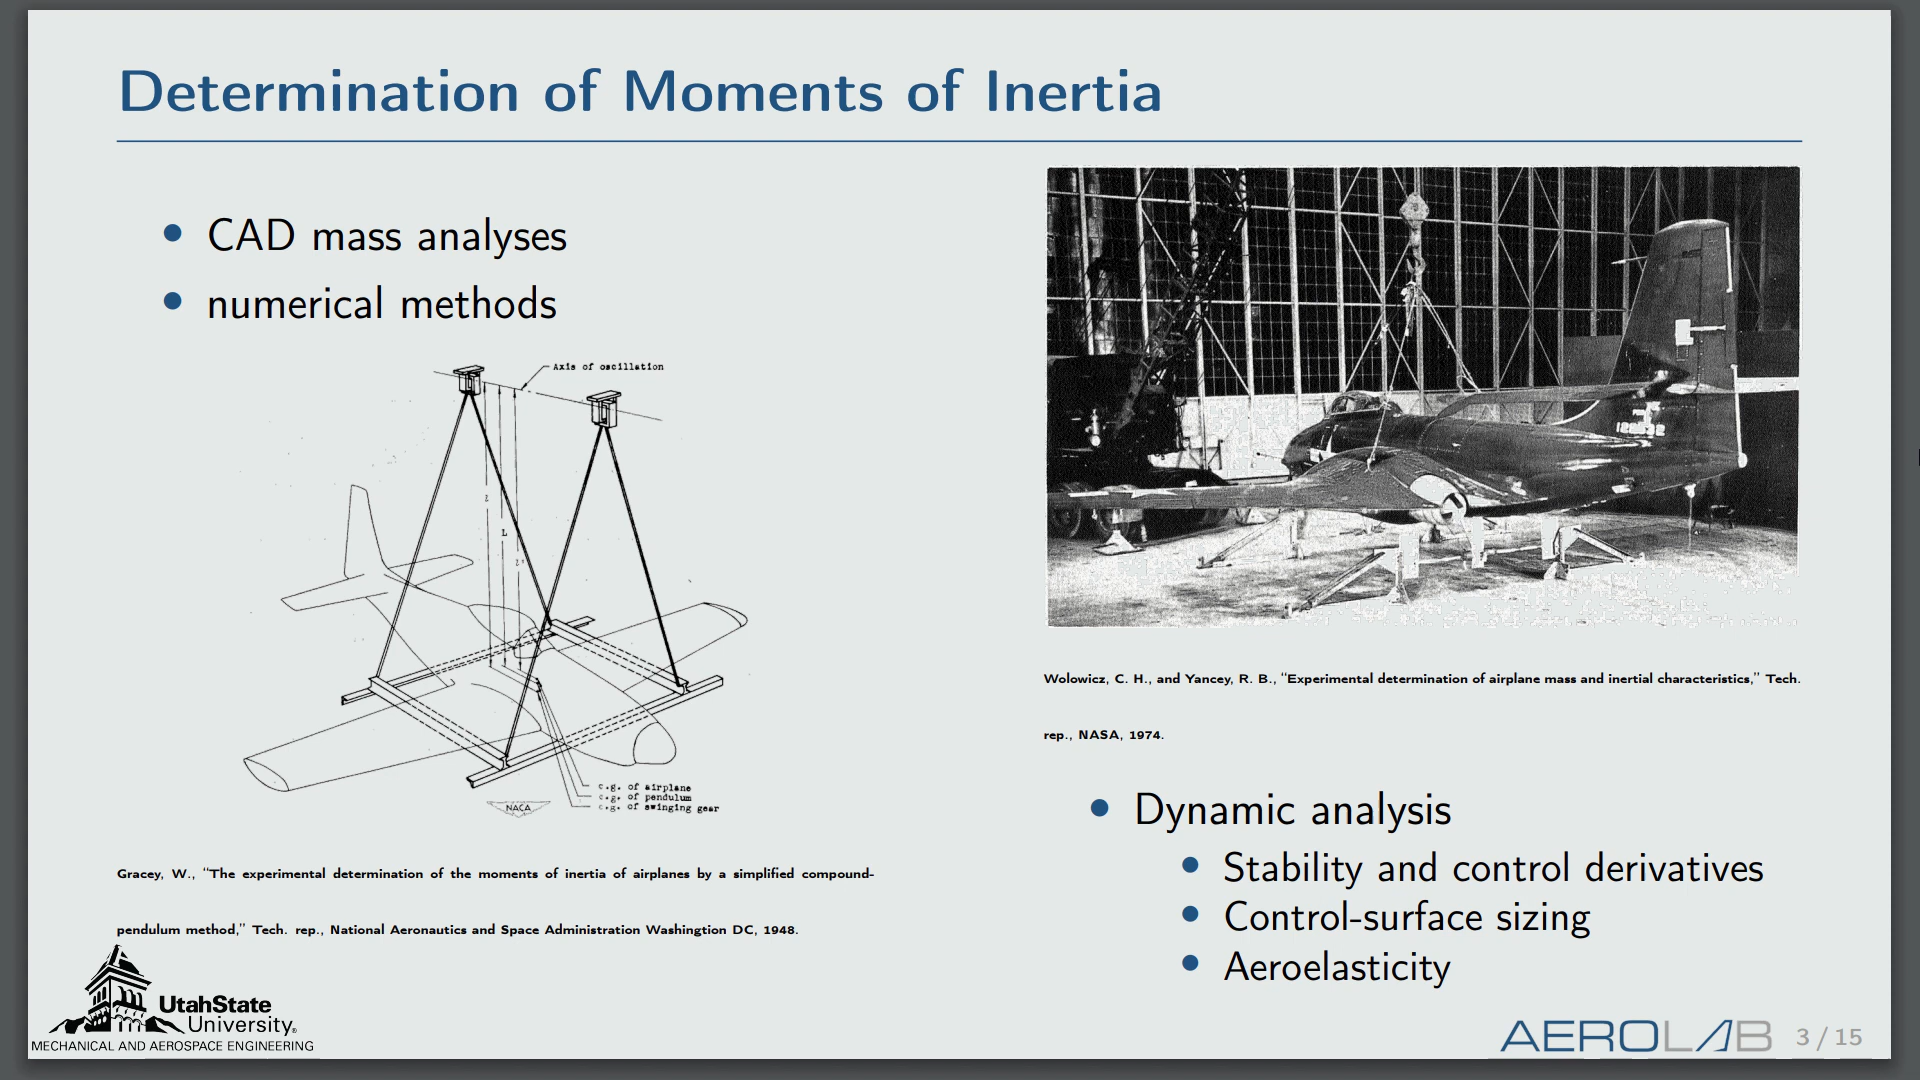 Determination of Moments of Inertia
• CAD mass analyses
• numerical methods
Axis of oscillation
L
c.g. of airplane
c.g. of pendulum
c.g. of swinging gear
NACA
Gracey, W., “The experimental determination of the moments of inertia of airplanes by a simplified compound-
pendulum method,” Tech. rep., National Aeronautics and Space Administration Washingtion DC, 1948.
Wolowicz, C. H., and Yancey, R. B., “Experimental determination of airplane mass and inertial characteristics,” Tech.
rep., NASA, 1974.
• Dynamic analysis
• Stability and control derivatives
• Control-surface sizing
• Aeroelasticity
UtahState
University®
MECHANICAL AND AEROSPACE ENGINEERING
AEROLAB
3 / 15